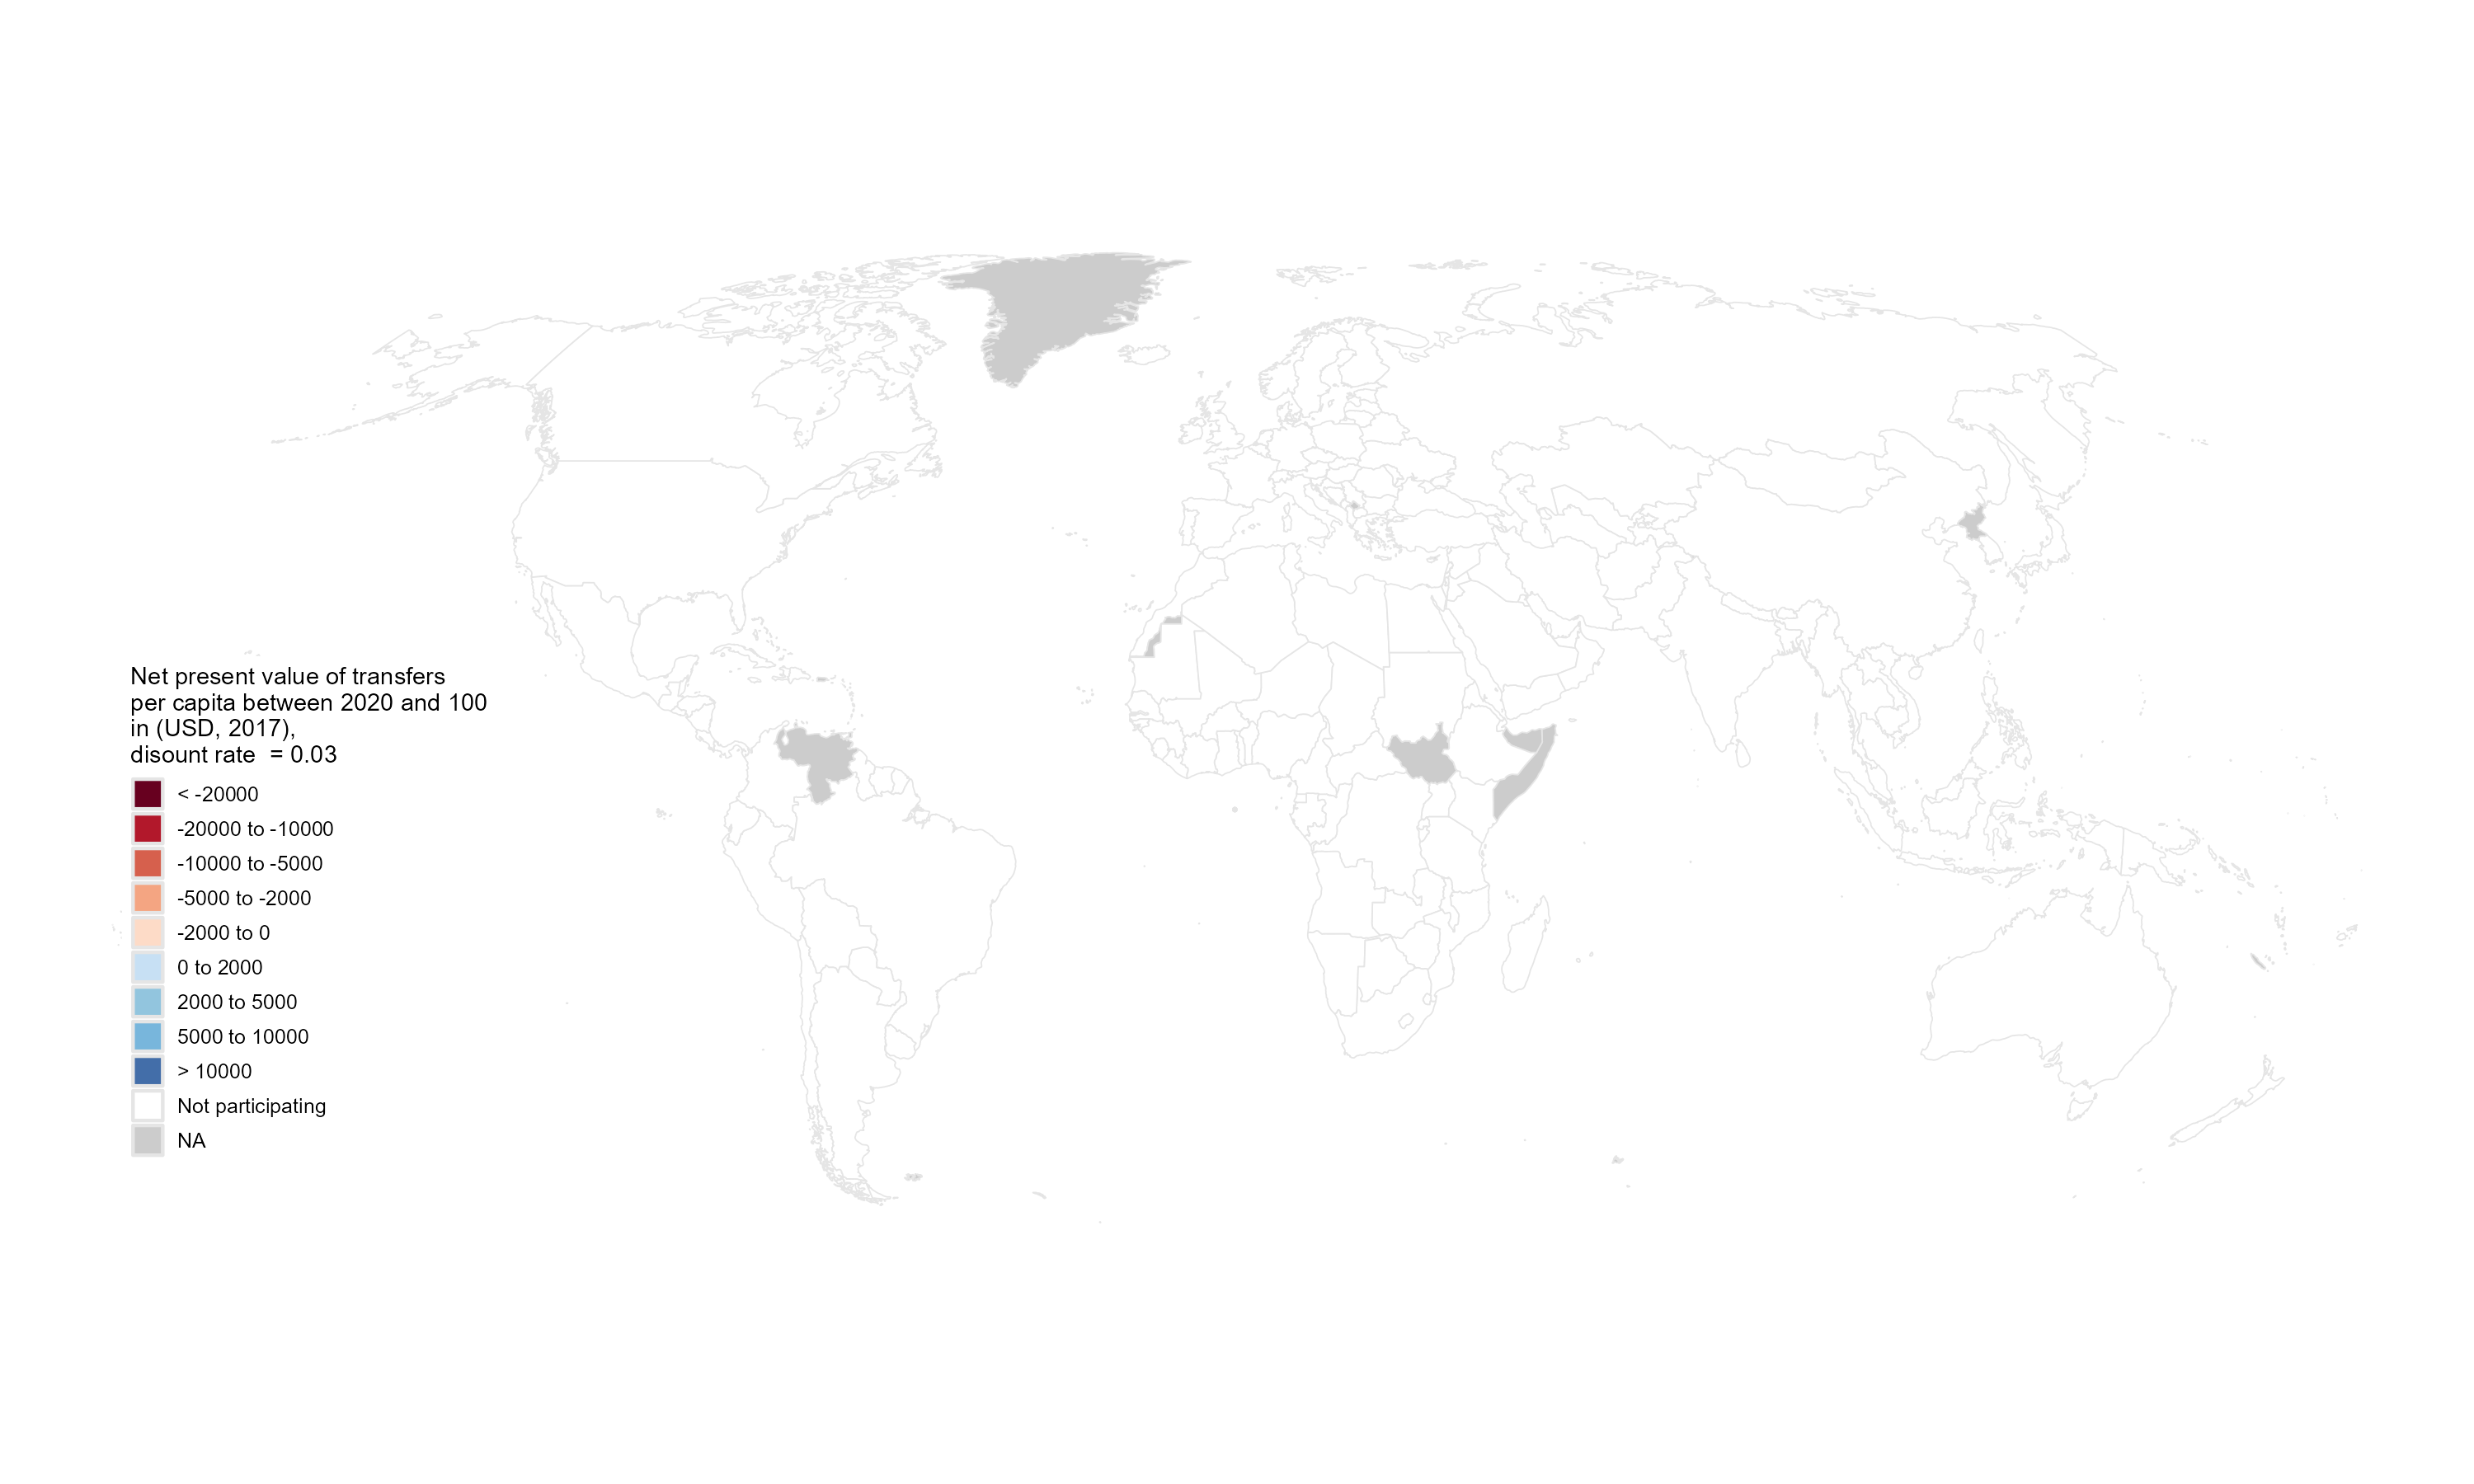 Net present value of transfers
per capita between 2020 and 100
in (USD, 2017),
disount rate  = 0.03
< -20000
-20000 to -10000
-10000 to -5000
-5000 to -2000
-2000 to 0
0 to 2000
2000 to 5000
5000 to 10000
> 10000
Not participating
NA